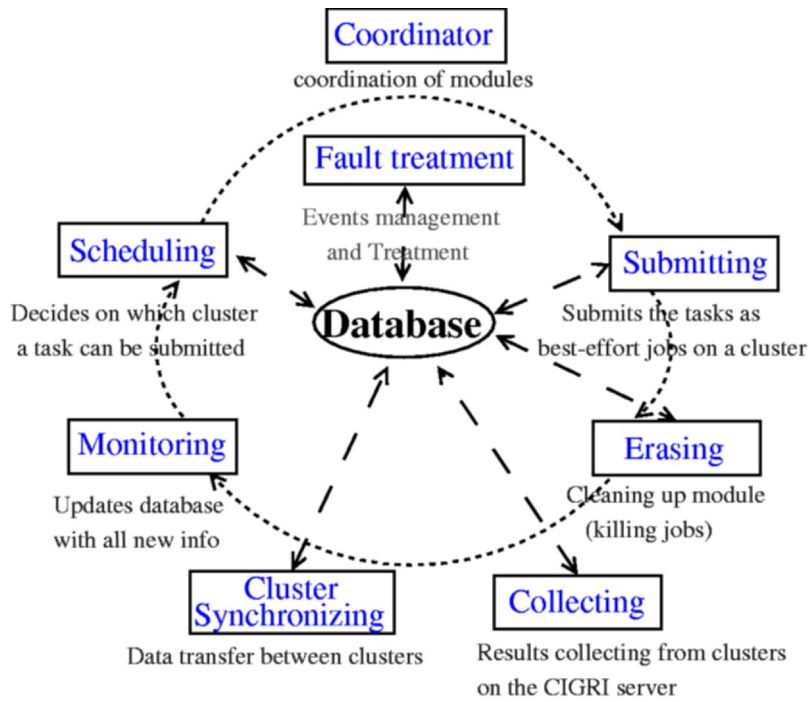 Coordinator
coordination of modules
Fault treatment
Events management
and Treatment
Scheduling
Decides on which cluster
a task can be submitted
Database
Submitting
Submits the tasks as
best-effort jobs on a cluster
Monitoring
Updates database
with all new info
Erasing
Cleaning up module
(killing jobs)
Cluster
Synchronizing
Data transfer between clusters
Collecting
Results collecting from clusters
on the CIGRI server